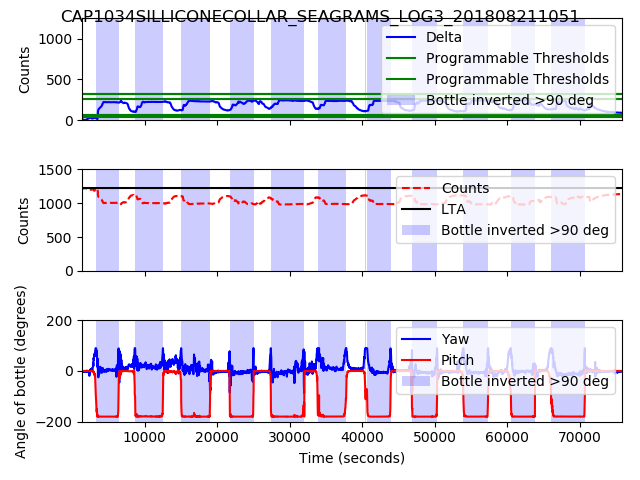 CAP1034SILLICONECOLLAR_SEAGRAMS_LOG3_201808211051
Counts
1000
500
0
Delta
Programmable Thresholds
Programmable Thresholds
Bottle inverted >90 deg
Counts
1500
1000
500
0
Counts
LTA
Bottle inverted >90 deg
Angle of bottle (degrees)
200
0
−200
Yaw
Pitch
Bottle inverted >90 deg
10000 20000 30000 40000 50000 60000 70000
Time (seconds)